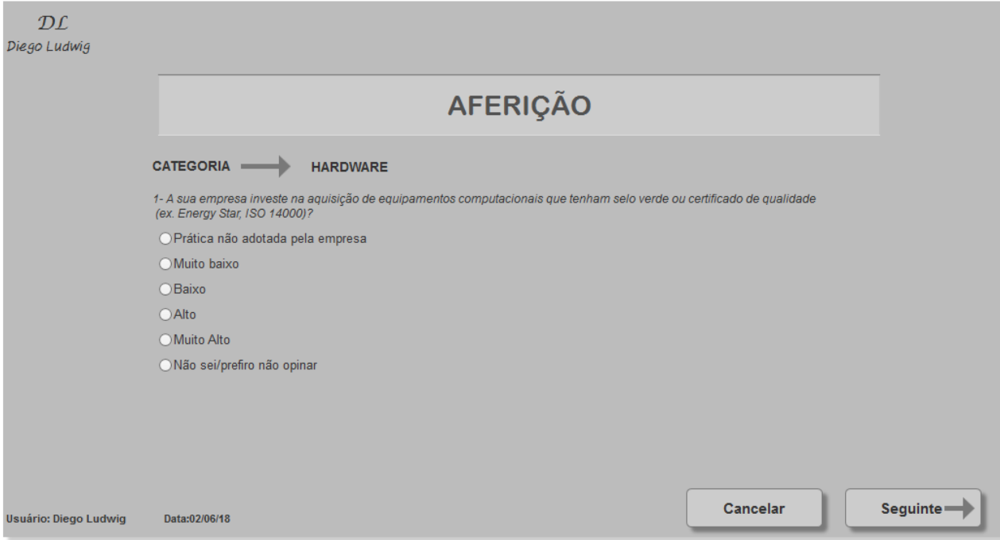 DL
Diego Ludwig
AFERIÇÃO
CATEGORIA HARDWARE
1- A sua empresa investe na aquisição de equipamentos computacionais que tenham selo verde ou certificado de qualidade
(ex. Energy Star, ISO 14000)?
Prática não adotada pela empresa
Muito baixo
Baixo
Alto
Muito Alto
Não sei/prefiro não opinar
Cancelar
Seguinte
Usuário: Diego Ludwig Data:02/06/18